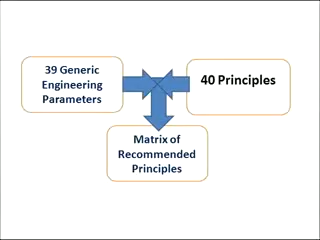 39 Generic
Engineering
Parameters
40 Principles
Matrix of
Recommended
Principles